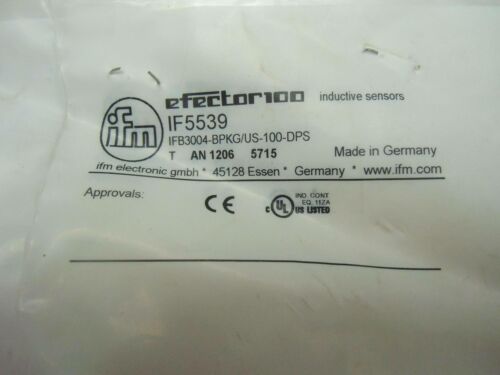 efector100 inductive sensors
ifm
IF5539
IFB3004-BPKG/US-100-DPS
T AN 1206 5715 Made in Germany
ifm electronic gmbh * 45128 Essen * Germany * www.ifm.com
Approvals:
CE
c UL US LISTED
IND. CONT
EQ. 11ZA